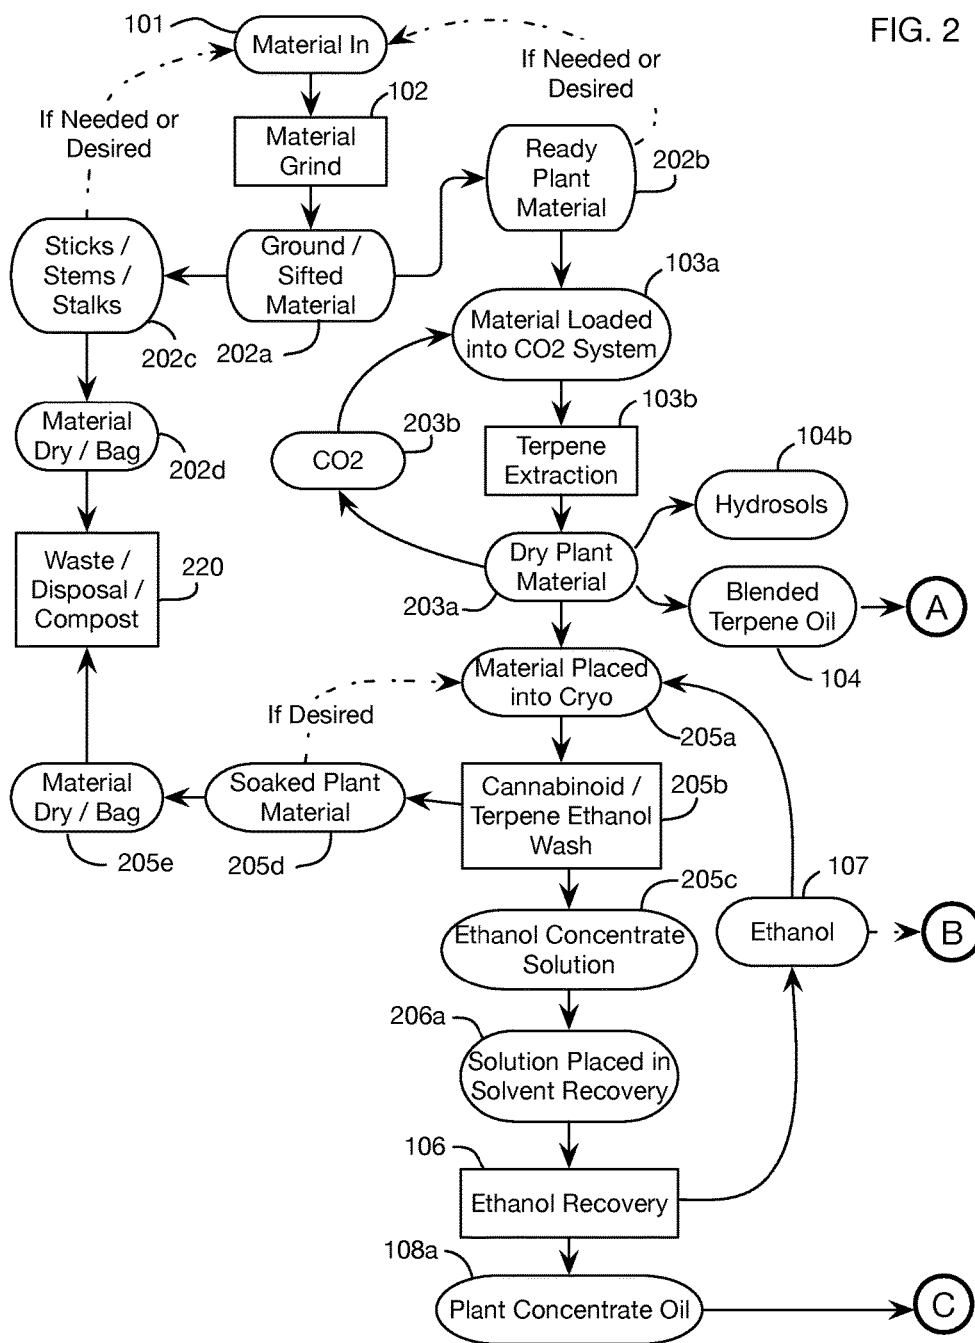 FIG. 2
101
Material In
If Needed or
Desired
102
If Needed or
Desired
Material
Grind
Ready
Plant
Material
202b
Sticks /
Stems /
Stalks
202c
Ground /
Sifted
Material
202a
103a
Material Loaded
into CO2 System
103b
Material
Dry / Bag
202d
203b
CO2
Terpene
Extraction
104b
Hydrosols
Waste /
Disposal /
Compost
220
Dry Plant
Material
203a
Blended
Terpene Oil
104
A
Material Placed
into Cryo
205a
If Desired
Material
Dry / Bag
205e
Soaked Plant
Material
205d
Cannabinoid /
Terpene Ethanol
Wash
205b
205c
Ethanol Concentrate
Solution
107
Ethanol
B
206a
Solution Placed in
Solvent Recovery
106
Ethanol Recovery
108a
Plant Concentrate Oil
C